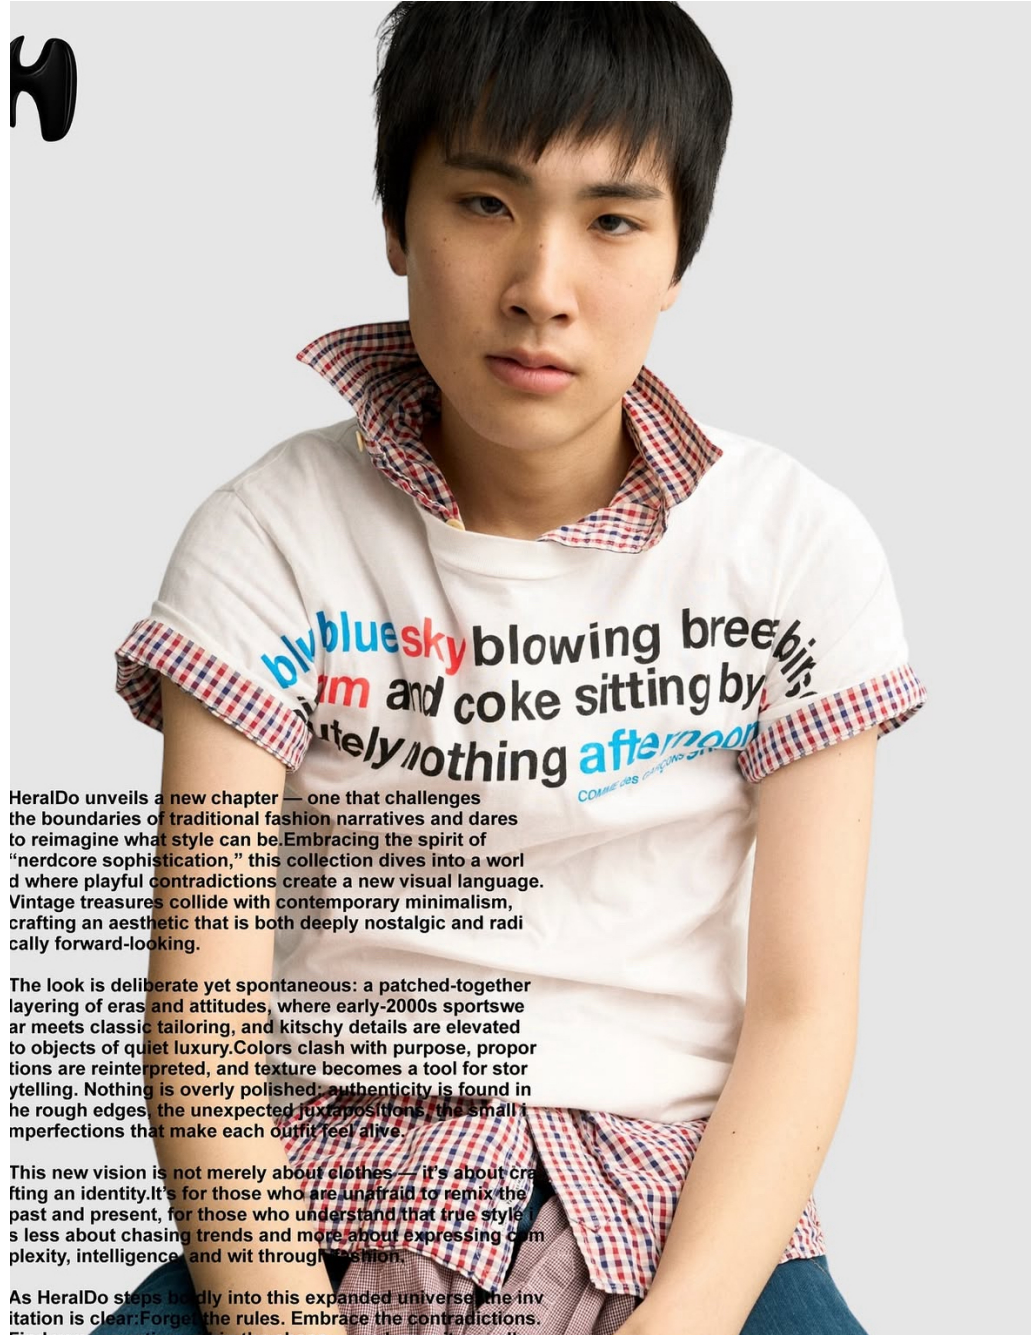 blu bluesky blowing bree birs
am and coke sitting by
utely nothing afternoon
COMME des GARÇONS SHIRT
HeralDo unveils a new chapter — one that challenges
the boundaries of traditional fashion narratives and dares
to reimagine what style can be.Embracing the spirit of
“nerdcore sophistication,” this collection dives into a worl
d where playful contradictions create a new visual language.
Vintage treasures collide with contemporary minimalism,
crafting an aesthetic that is both deeply nostalgic and radi
cally forward-looking.
The look is deliberate yet spontaneous: a patched-together
layering of eras and attitudes, where early-2000s sportswe
ar meets classic tailoring, and kitschy details are elevated
to objects of quiet luxury.Colors clash with purpose, propor
tions are reinterpreted, and texture becomes a tool for stor
ytelling. Nothing is overly polished; authenticity is found in
he rough edges, the unexpected juxtapositions, the small i
mperfections that make each outfit feel alive.
This new vision is not merely about clothes — it’s about cra
fting an identity.It’s for those who are unafraid to remix the
past and present, for those who understand that true style i
s less about chasing trends and more about expressing com
plexity, intelligence, and wit through fashion.
As HeralDo steps boldly into this expanded universe, the inv
itation is clear:Forget the rules. Embrace the contradictions.